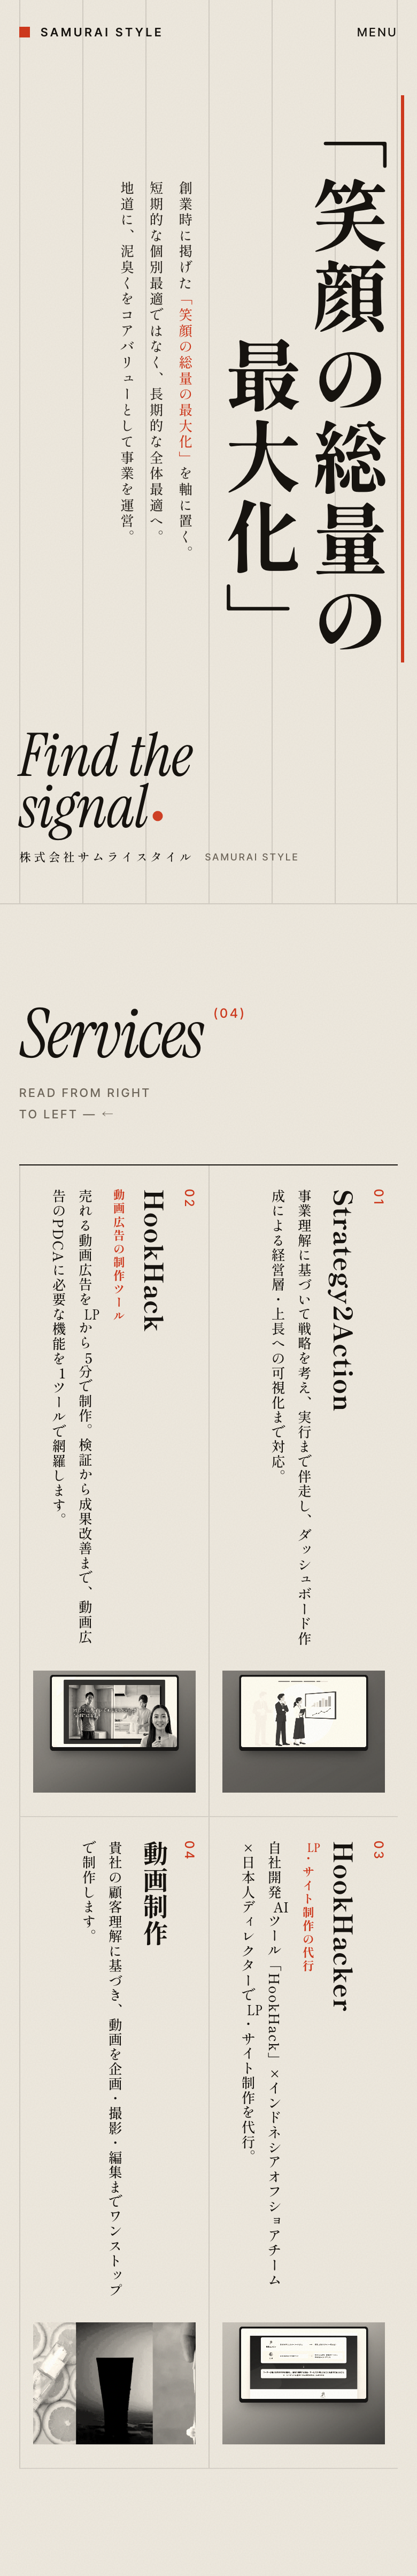 SAMURAI STYLE
MENU
「笑顔の総量の
最大化」
創業時に掲げた「笑顔の総量の最大化」を軸に置く。
短期的な個別最適ではなく、長期的な全体最適へ。
地道に、泥臭くをコアバリューとして事業を運営。
Find the
signal.
株式会社サムライスタイル SAMURAI STYLE
Services (04)
READ FROM RIGHT
TO LEFT — ←
01
Strategy2Action
事業理解に基づいて戦略を考え、実行まで伴走し、ダッシュボード作
成による経営層・上長への可視化まで対応。
02
HookHack
動画広告の制作ツール
売れる動画広告をLPから5分で制作。検証から成果改善まで、動画広
告のPDCAに必要な機能を1ツールで網羅します。
03
HookHacker
LP・サイト制作の代行
自社開発AIツール「HookHack」×インドネシアオフショアチーム
×日本人ディレクターでLP・サイト制作を代行。
04
動画制作
貴社の顧客理解に基づき、動画を企画・撮影・編集までワンストップ
で制作します。